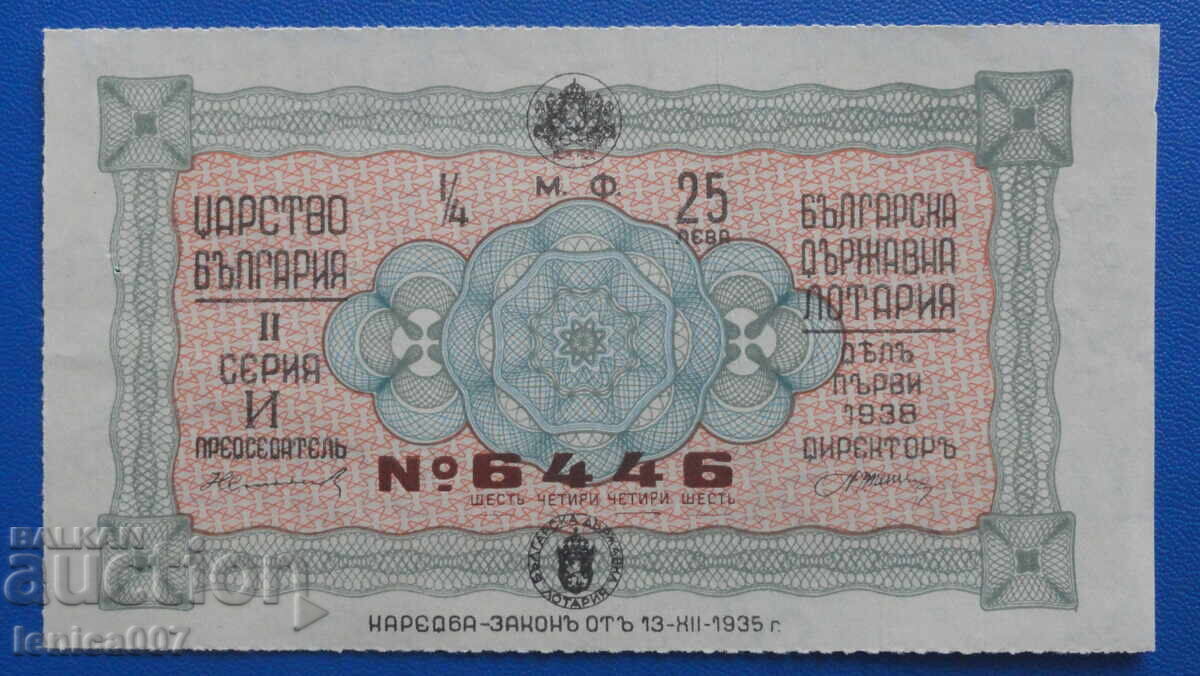 1/4
М. Ф.
25
ЛЕВА
ЦАРСТВО
БЪЛГАРИЯ
II
СЕРИЯ
И
ПРЕДСЕДАТЕЛЬ
БЪЛГАРСКА
ДЪРЖАВНА
ЛОТАРИЯ
ДѢЛЪ
ПЪРВИ
1938
ДИРЕКТОРЪ
№ 6446
ШЕСТЬ ЧЕТИРИ ЧЕТИРИ ШЕСТЬ
БЪЛГАРСКА ДЪРЖАВНА
ЛОТАРИЯ
НАРЕДБА-ЗАКОНЪ ОТЪ 13-XII-1935 г.
BALKAN
auction
lenica007